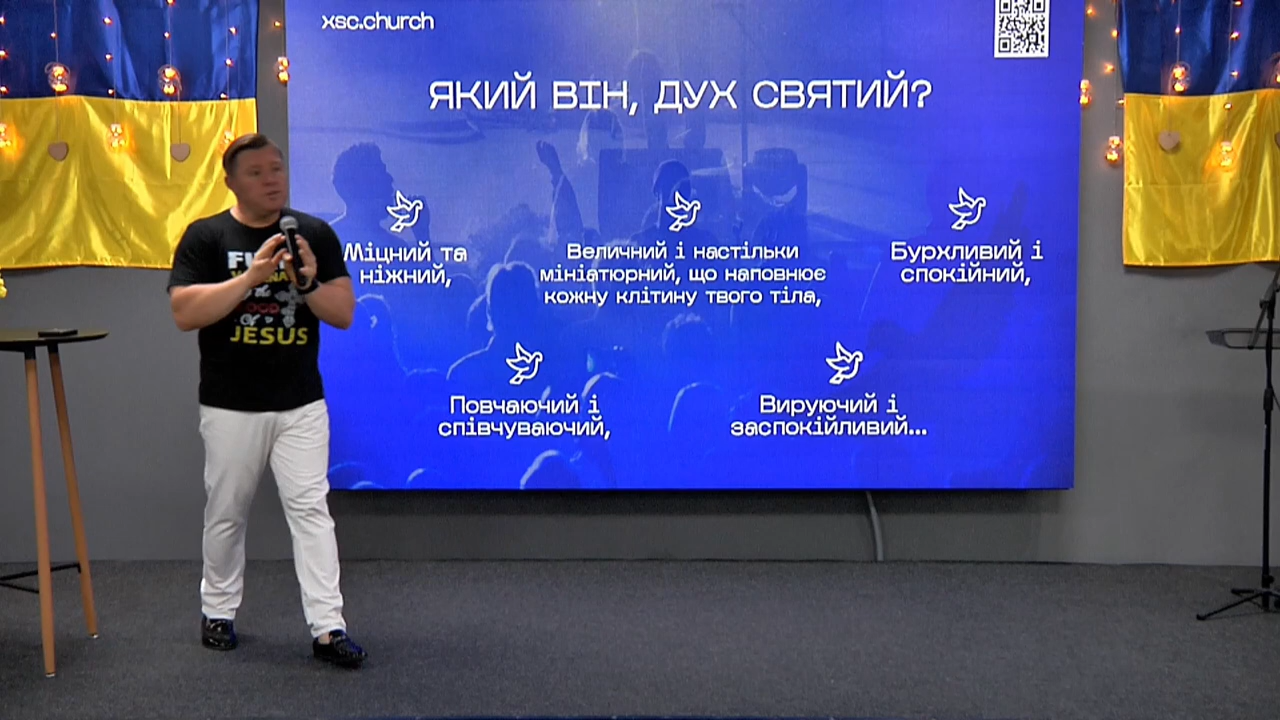 xsc.church
ЯКИЙ ВІН, ДУХ СВЯТИЙ?
Міцний та
ніжний,
Величний і настільки
мініатюрний, що наповнює
кожну клітину твого тіла,
Бурхливий і
спокійний,
Повчаючий і
співчуваючий,
Вируючий і
заспокійливий...
JESUS